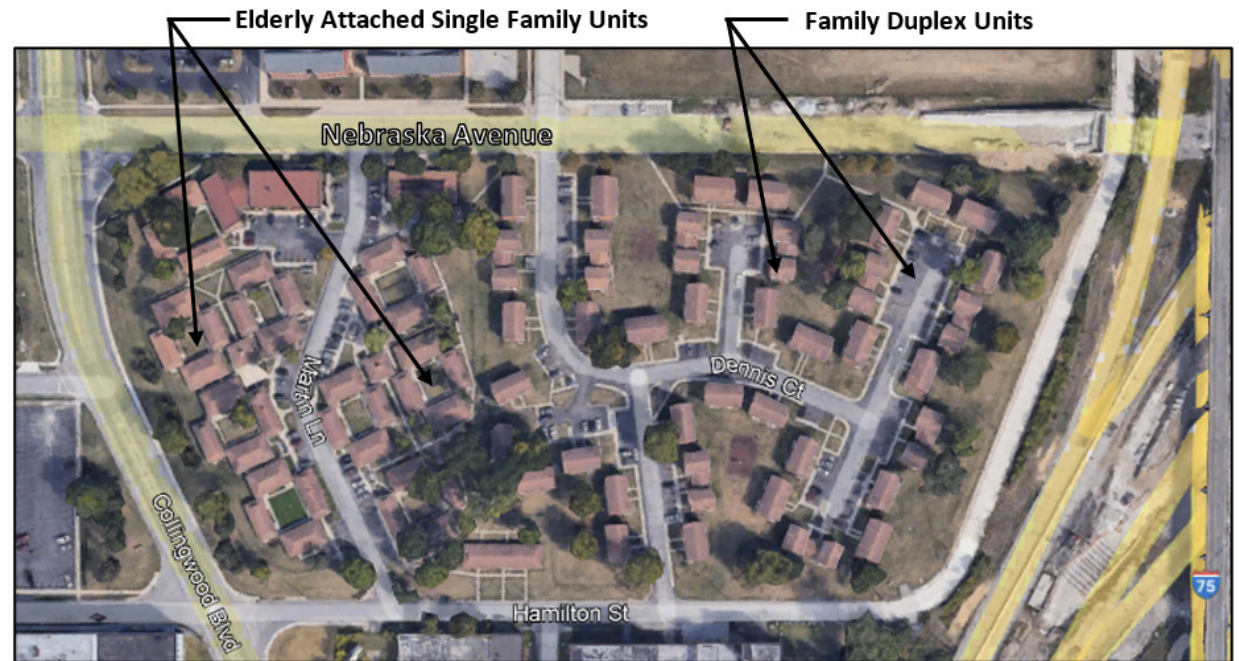 Elderly Attached Single Family Units
Family Duplex Units
Nebraska Avenue
Martin Ln
Dennis Ct
Collingwood Blvd
Hamilton St
75